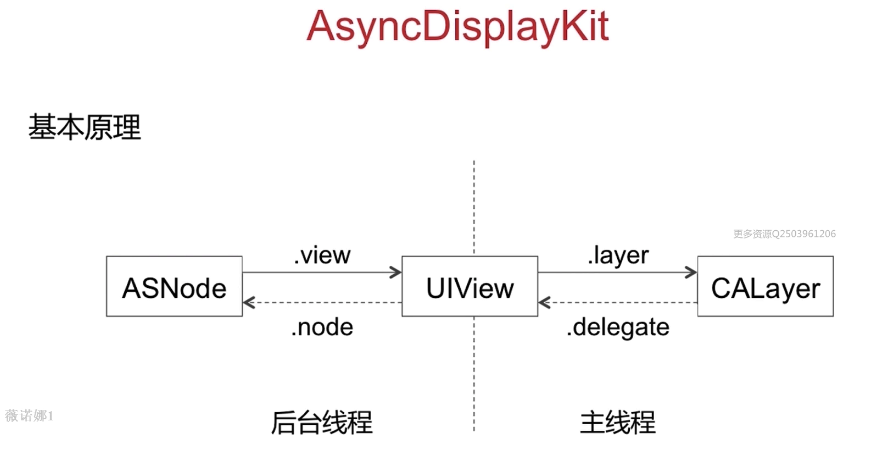 AsyncDisplayKit
基本原理
更多资源Q2503961206
.view
.layer
ASNode
UIView
CALayer
.node
.delegate
薇诺娜1
后台线程
主线程